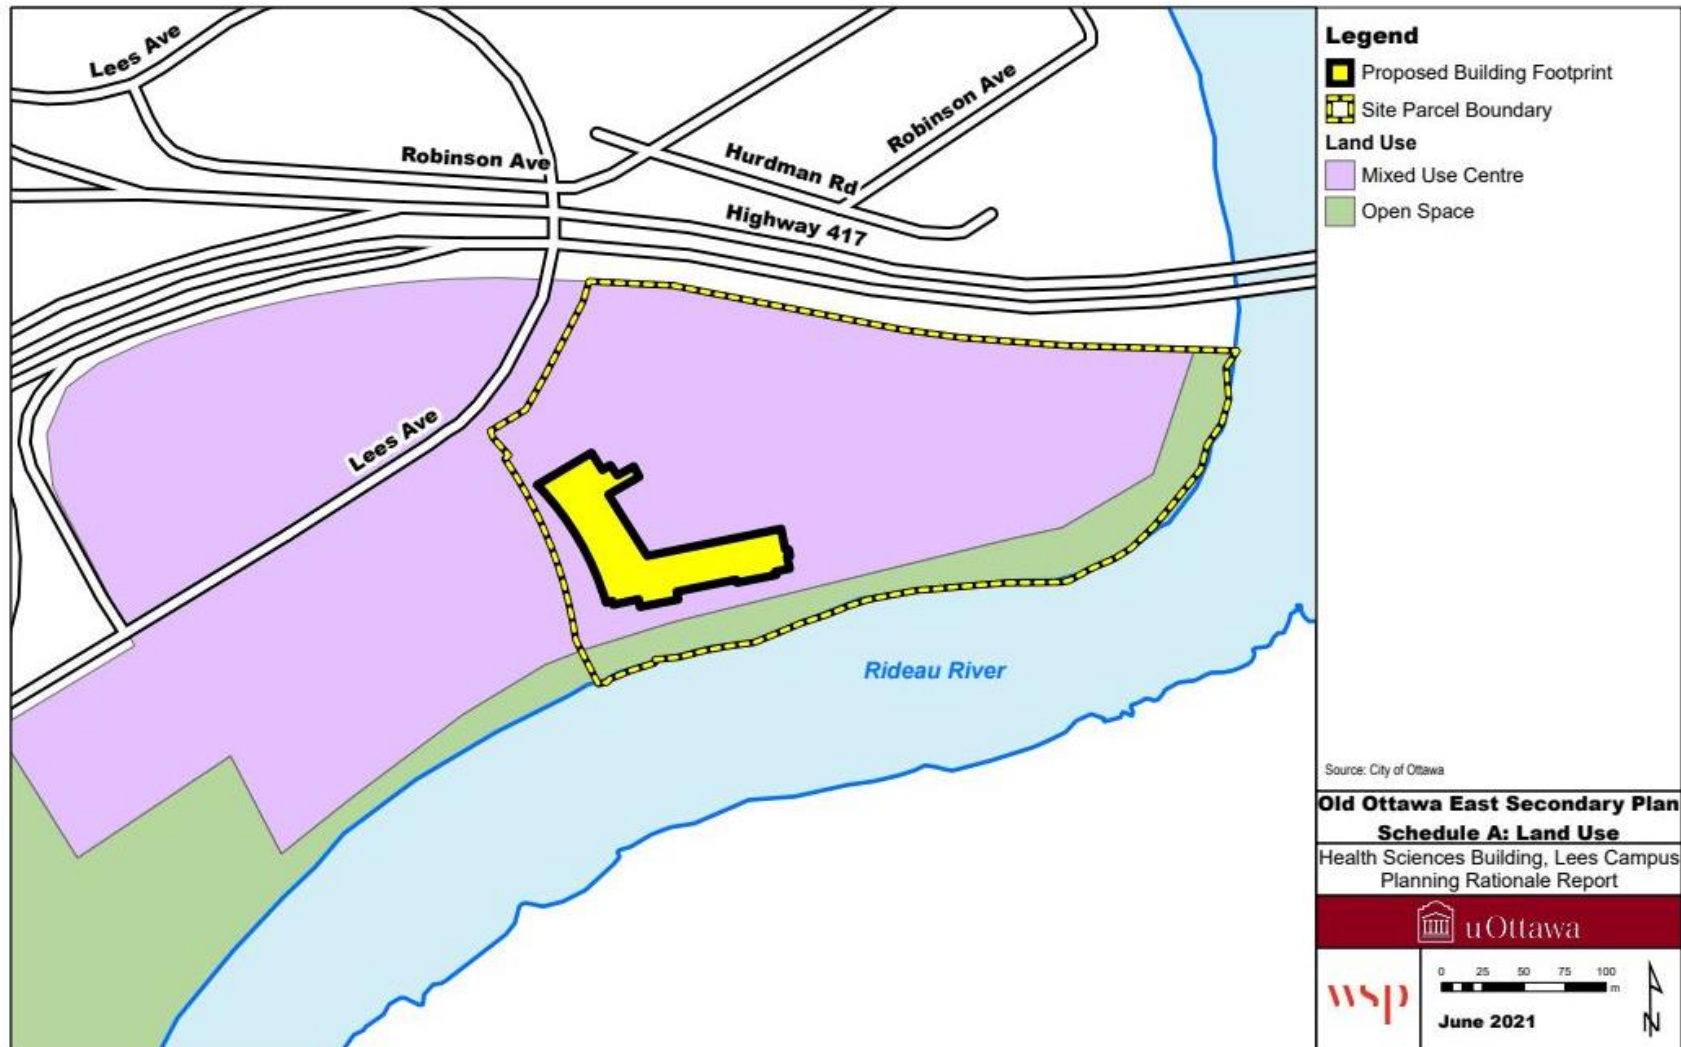 Lees Ave
Robinson Ave
Hurdman Rd
Robinson Ave
Highway 417
Lees Ave
Rideau River
Legend
Proposed Building Footprint
Site Parcel Boundary
Land Use
Mixed Use Centre
Open Space
Source: City of Ottawa
Old Ottawa East Secondary Plan
Schedule A: Land Use
Health Sciences Building, Lees Campus
Planning Rationale Report
uOttawa
wsp
0 25 50 75 100
m
June 2021
N